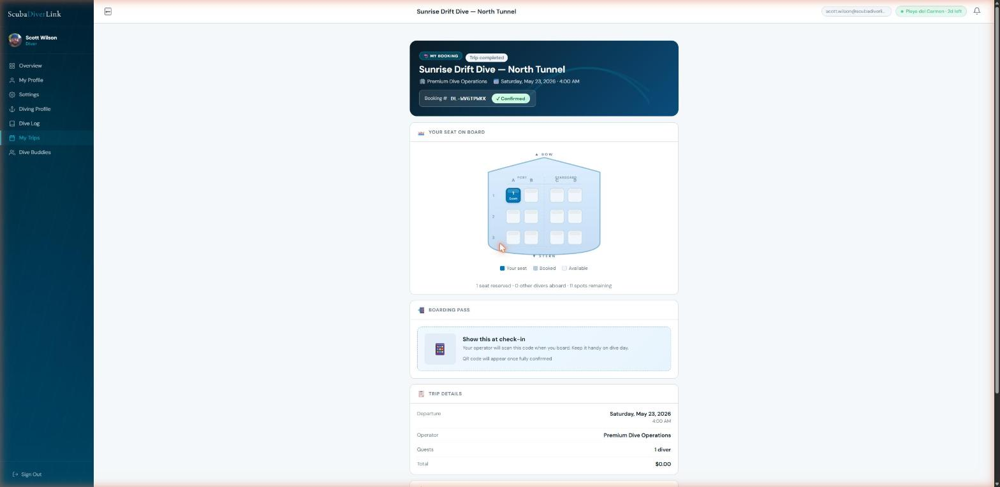 ScubaDiverLink
Scott Wilson
Diver
Overview
My Profile
Settings
Diving Profile
Dive Log
My Trips
Dive Buddies
Sign Out
Sunrise Drift Dive — North Tunnel
scott.wilson@scubadiverli...
Playa del Carmen · 2d left
MY BOOKING
Trip completed
Sunrise Drift Dive — North Tunnel
Premium Dive Operations
Saturday, May 23, 2026 · 4:00 AM
Booking # DL-WVGTPWKK ✓ Confirmed
YOUR SEAT ON BOARD
▲ BOW
PORT STARBOARD
A B C D
1 1
Scott
2
3
▼ STERN
Your seat Booked Available
1 seat reserved · 0 other divers aboard · 11 spots remaining
BOARDING PASS
Show this at check-in
Your operator will scan this code when you board. Keep it handy on dive day.
QR code will appear once fully confirmed
TRIP DETAILS
Departure Saturday, May 23, 2026
4:00 AM
Operator Premium Dive Operations
Guests 1 diver
Total $0.00